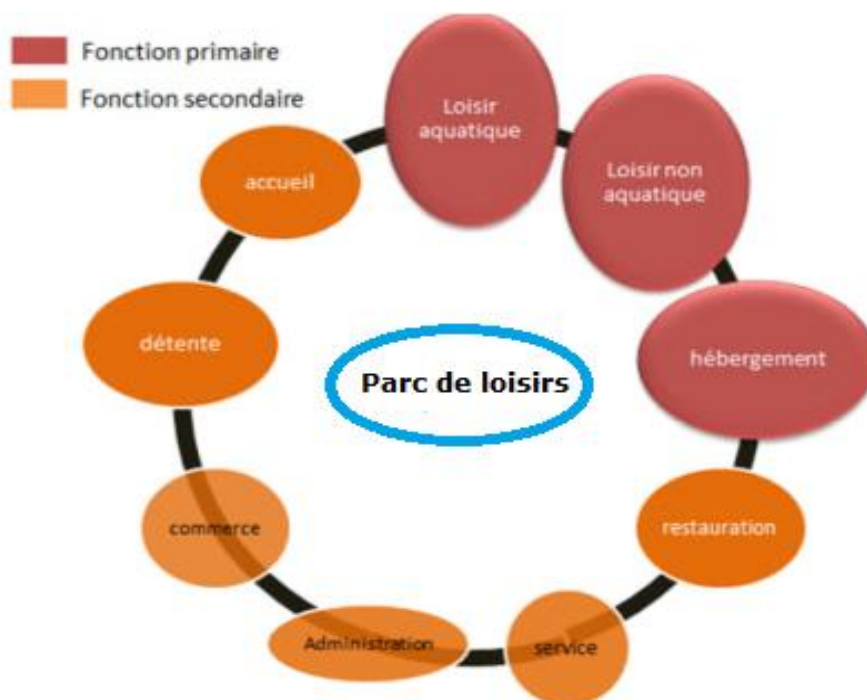 Fonction primaire
Fonction secondaire
Loisir
aquatique
Loisir non
aquatique
hébergement
restauration
service
Administration
commerce
détente
accueil
Parc de loisirs